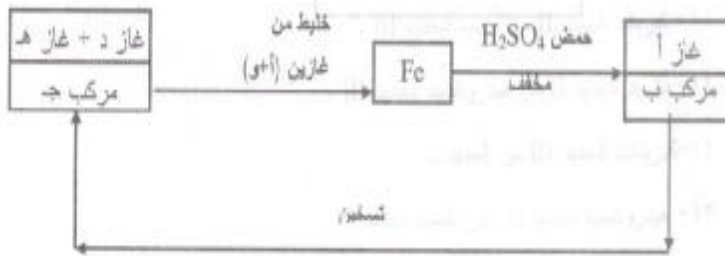 غاز د + غاز هـ
مركب جـ
خليط من
غازين (أ+و)
Fe
حمض H₂SO₄
مخفف
غاز أ
مركب ب
تسخين